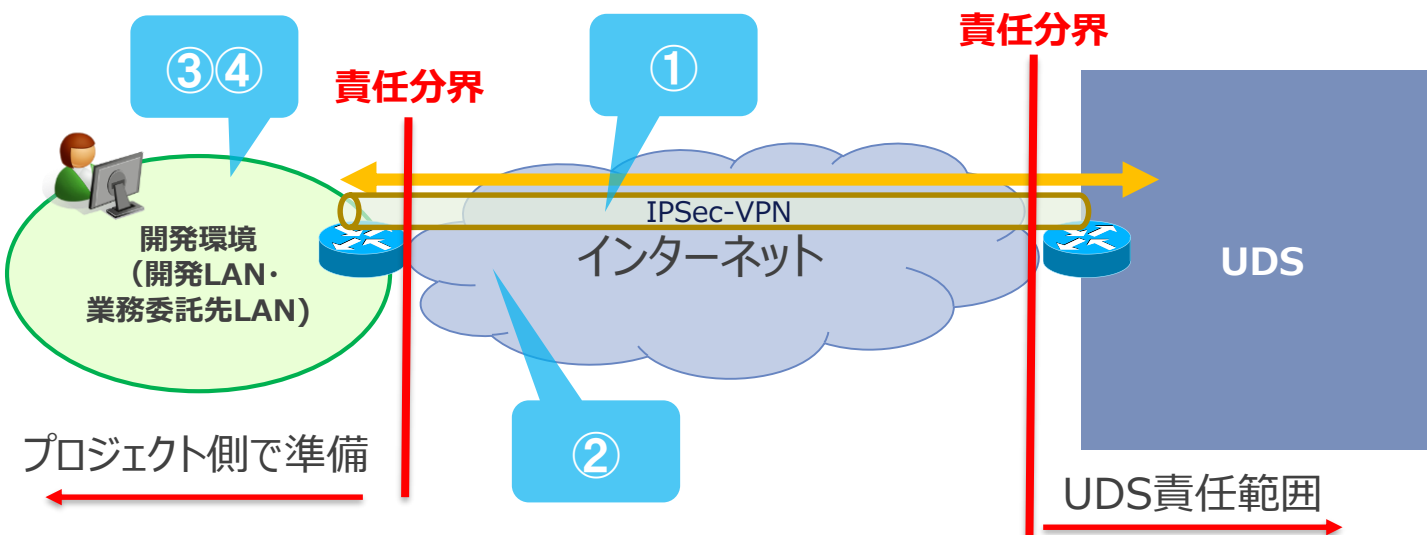 責任分界
③④
①
責任分界
IPSec-VPN
インターネット
開発環境
（開発LAN・
業務委託先LAN)
UDS
②
プロジェクト側で準備
UDS責任範囲